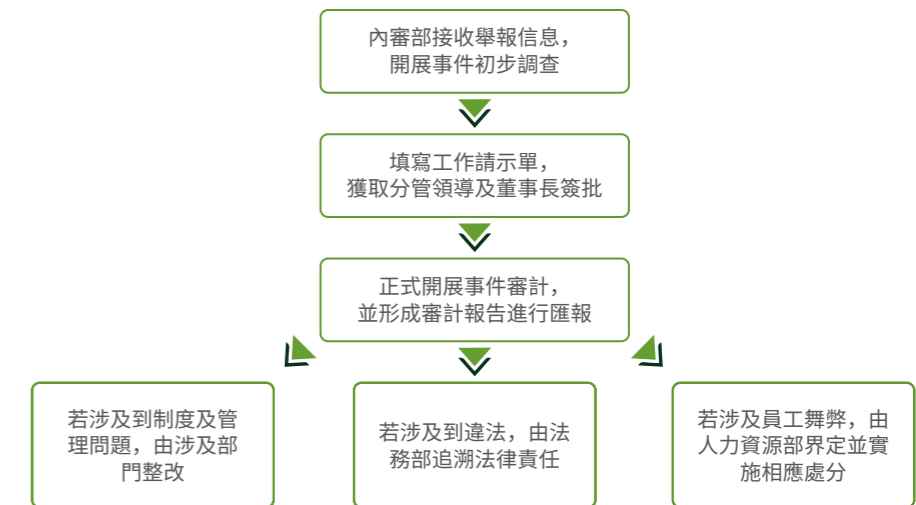 內審部接收舉報信息，
開展事件初步調查
填寫工作請示單，
獲取分管領導及董事長簽批
正式開展事件審計，
並形成審計報告進行匯報
若涉及到制度及管
理問題，由涉及部
門整改
若涉及到違法，由法
務部追溯法律責任
若涉及員工舞弊，由
人力資源部界定並實
施相應處分